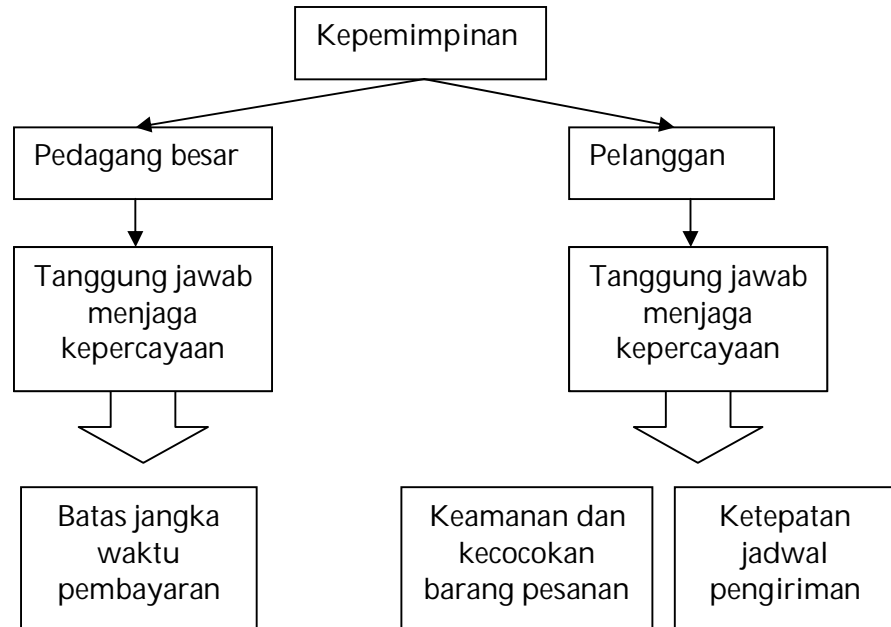 Kepemimpinan
Pedagang besar
Pelanggan
Tanggung jawab
menjaga
kepercayaan
Tanggung jawab
menjaga
kepercayaan
Batas jangka
waktu
pembayaran
Keamanan dan
kecocokan
barang pesanan
Ketepatan
jadwal
pengiriman